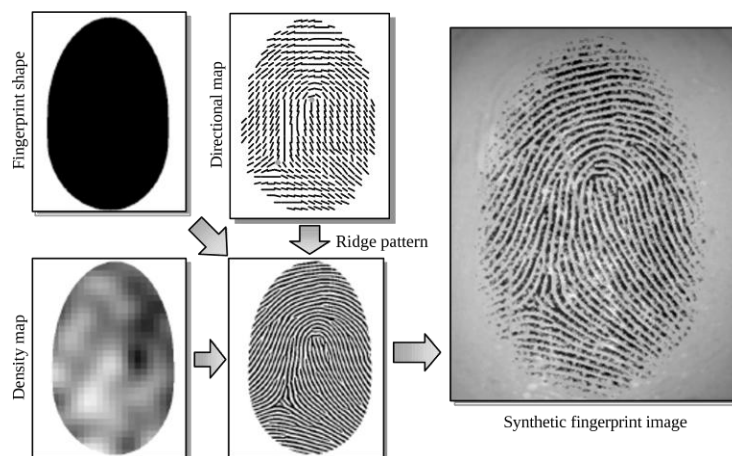 Fingerprint shape
Directional map
Ridge pattern
Density map
Synthetic fingerprint image